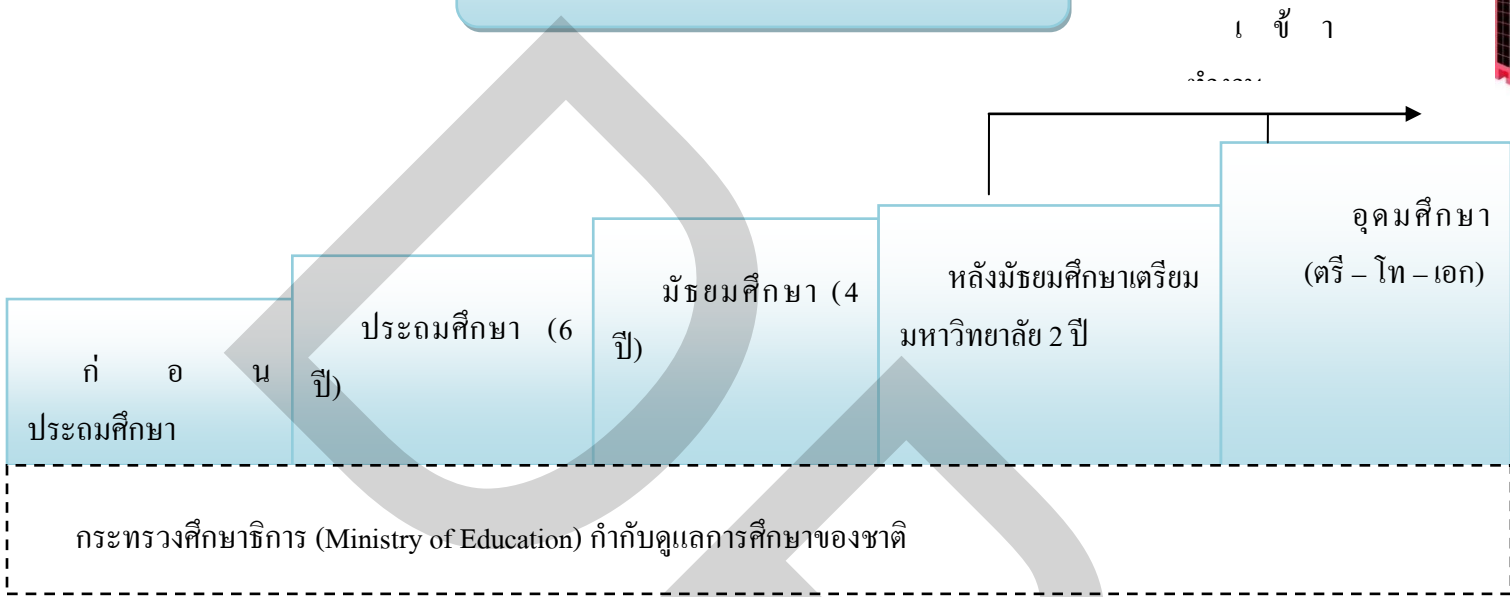 เ ข้ า
ก่ อ น
ประถมศึกษา
ประถมศึกษา (6
ปี)
มัธยมศึกษา (4
ปี)
หลังมัธยมศึกษาเตรียม
มหาวิทยาลัย 2 ปี
อุดมศึกษา
(ตรี – โท – เอก)
กระทรวงศึกษาธิการ (Ministry of Education) กำกับดูแลการศึกษาของชาติ